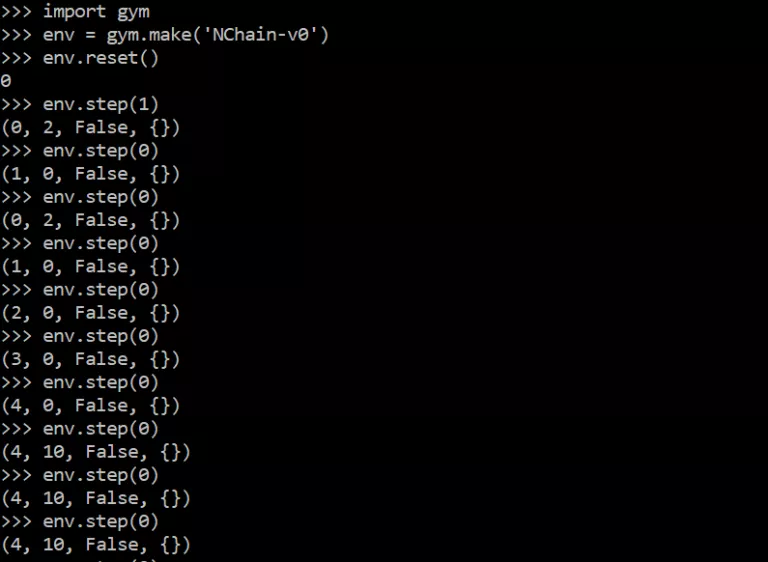 >>> import gym
>>> env = gym.make('NChain-v0')
>>> env.reset()
0
>>> env.step(1)
(0, 2, False, {})
>>> env.step(0)
(1, 0, False, {})
>>> env.step(0)
(0, 2, False, {})
>>> env.step(0)
(1, 0, False, {})
>>> env.step(0)
(2, 0, False, {})
>>> env.step(0)
(3, 0, False, {})
>>> env.step(0)
(4, 0, False, {})
>>> env.step(0)
(4, 10, False, {})
>>> env.step(0)
(4, 10, False, {})
>>> env.step(0)
(4, 10, False, {})